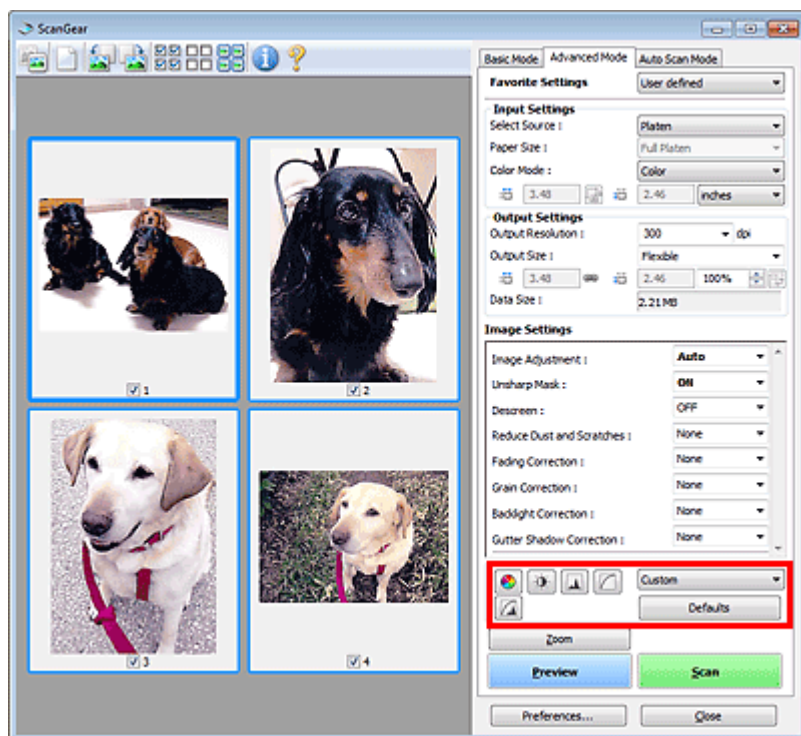 ScanGear
Basic Mode Advanced Mode Auto Scan Mode
Favorite Settings User defined
Input Settings
Select Source : Platen
Paper Size : Full Platen
Color Mode : Color
3.48 2.46 inches
Output Settings
Output Resolution : 300 dpi
Output Size : Flexible
3.48 2.46 100%
Data Size : 2.21 MB
Image Settings
Image Adjustment : Auto
Unsharp Mask : ON
Descreen : OFF
Reduce Dust and Scratches : None
Fading Correction : None
Grain Correction : None
Backlight Correction : None
Gutter Shadow Correction : None
Custom
Defaults
Zoom
Preview Scan
Preferences... Close
1
2
3
4